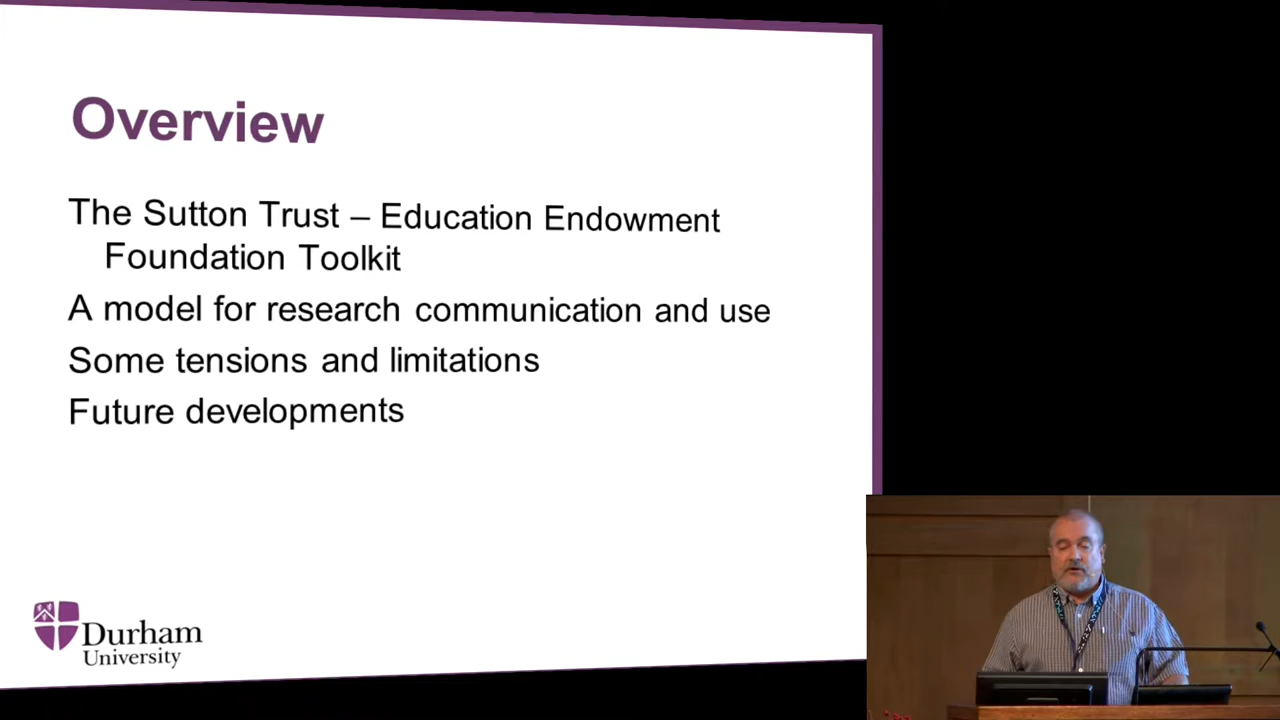 Overview
The Sutton Trust – Education Endowment
Foundation Toolkit
A model for research communication and use
Some tensions and limitations
Future developments
Durham
University